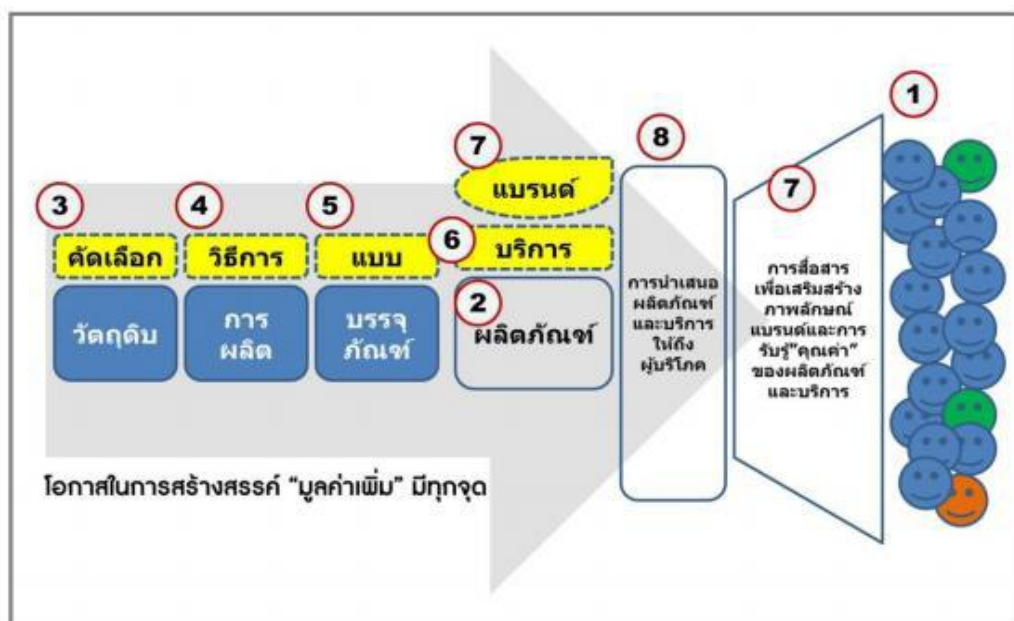 1
7
8
แบรนด์
7
3
4
5
6
คัดเลือก
วิธีการ
แบบ
บริการ
2
วัตถุดิบ
การ
ผลิต
บรรจุ
ภัณฑ์
ผลิตภัณฑ์
การนำเสนอ
ผลิตภัณฑ์
และบริการ
ให้ถึง
ผู้บริโภค
การสื่อสาร
เพื่อเสริมสร้าง
ภาพลักษณ์
แบรนด์และการ
รับรู้"คุณค่า"
ของผลิตภัณฑ์
และบริการ
โอกาสในการสร้างสรรค์ "มูลค่าเพิ่ม" มีทุกจุด